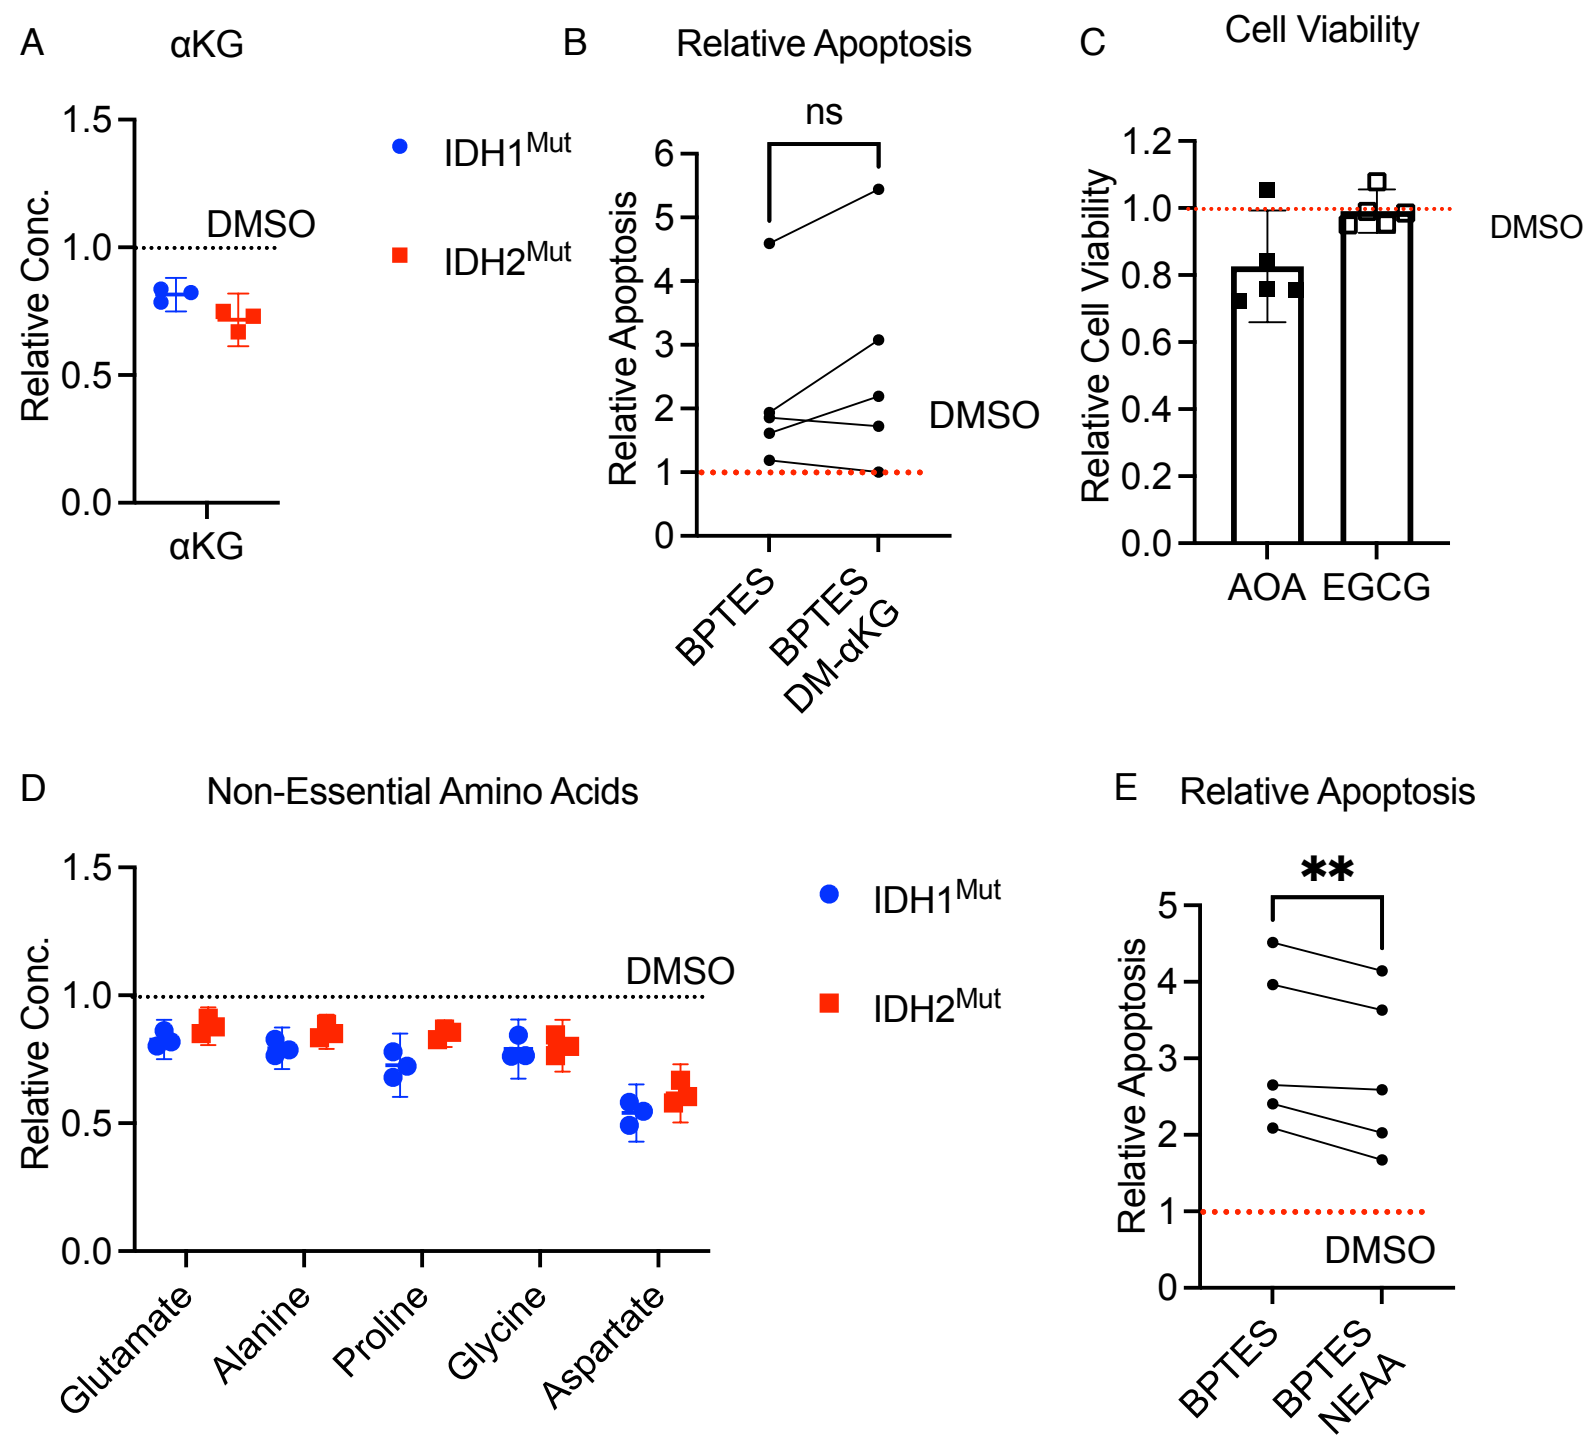 A
αKG
1.5
1.0
0.5
0.0
Relative Conc.
DMSO
αKG
IDH1Mut
IDH2Mut
B
Relative Apoptosis
ns
6
5
4
3
2
1
0
Relative Apoptosis
DMSO
BPTES
BPTES
DM-αKG
C
Cell Viability
1.2
1.0
0.8
0.6
0.4
0.2
0.0
Relative Cell Viability
DMSO
AOA
EGCG
D
Non-Essential Amino Acids
1.5
1.0
0.5
0.0
Relative Conc.
DMSO
IDH1Mut
IDH2Mut
Glutamate
Alanine
Proline
Glycine
Aspartate
E
Relative Apoptosis
**
5
4
3
2
1
0
Relative Apoptosis
DMSO
BPTES
BPTES
NEAA